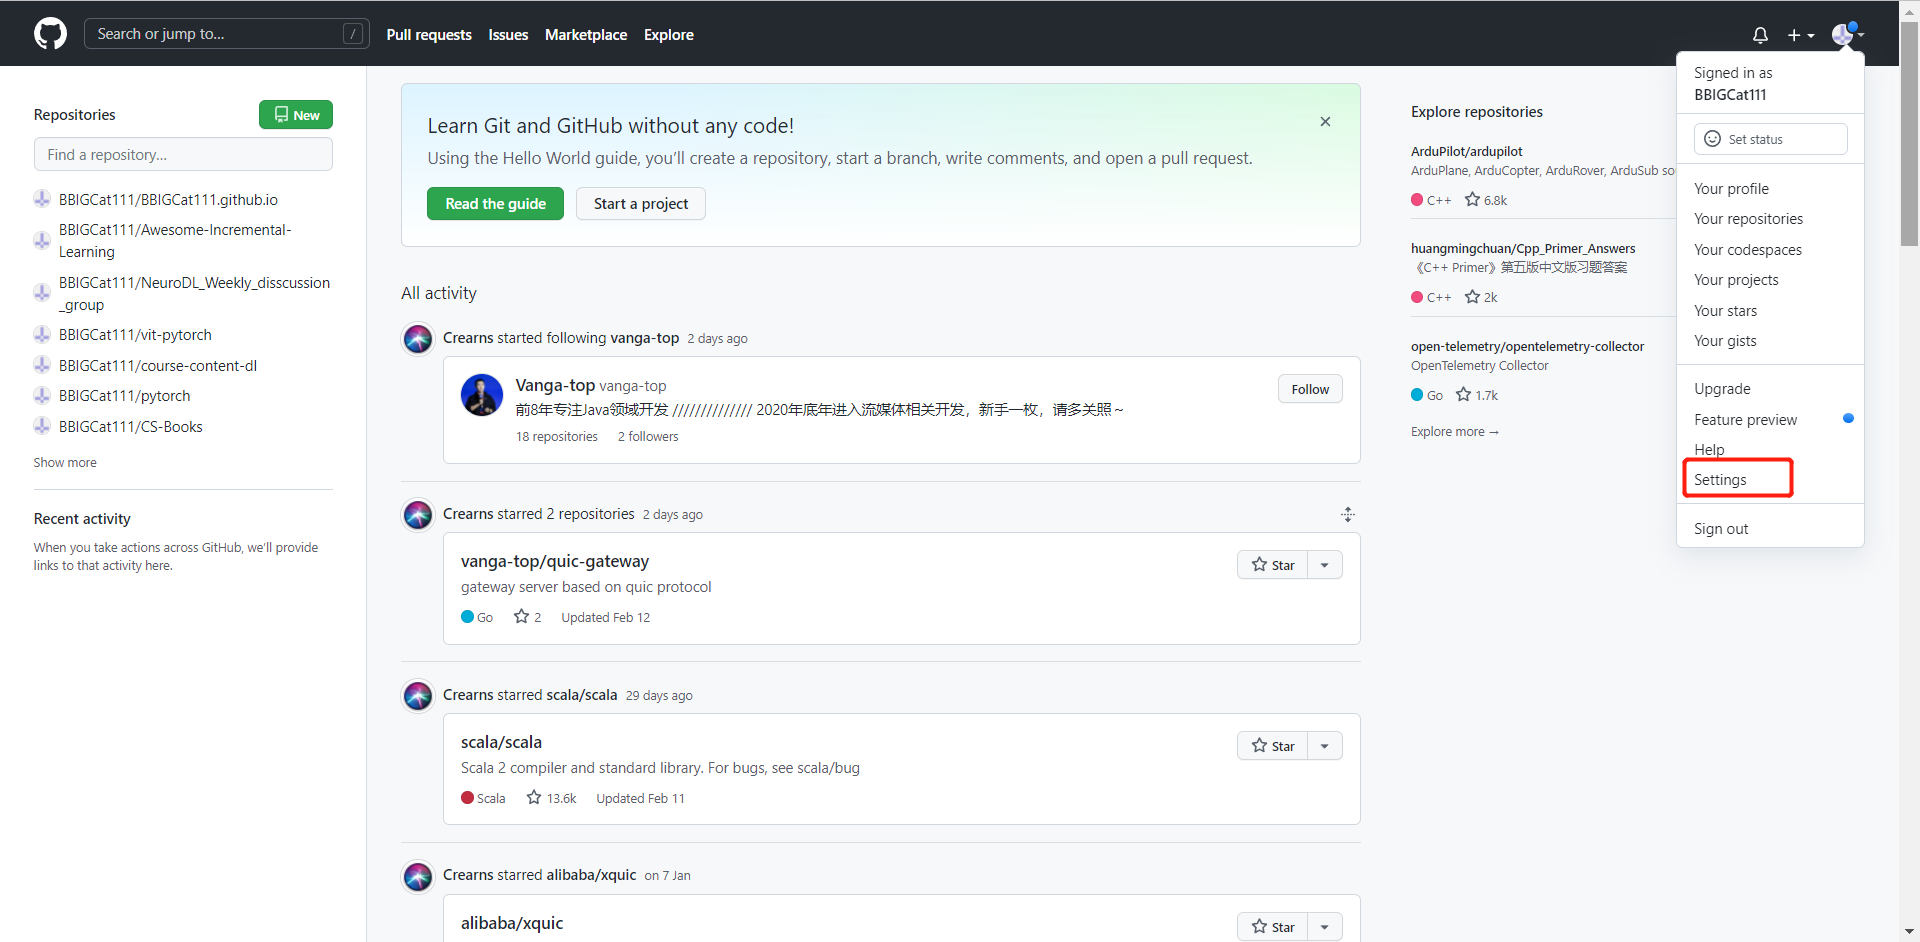 Search or jump to...
/
Pull requests
Issues
Marketplace
Explore
Repositories
New
Find a repository...
BBIGCat111/BBIGCat111.github.io
BBIGCat111/Awesome-Incremental-
Learning
BBIGCat111/NeuroDL_Weekly_disscussion
_group
BBIGCat111/vit-pytorch
BBIGCat111/course-content-dl
BBIGCat111/pytorch
BBIGCat111/CS-Books
Show more
Recent activity
When you take actions across GitHub, we'll provide
links to that activity here.
Learn Git and GitHub without any code!
Using the Hello World guide, you'll create a repository, start a branch, write comments, and open a pull request.
Read the guide
Start a project
All activity
Crearns started following vanga-top 2 days ago
Vanga-top vanga-top
Follow
前8年专注Java领域开发 ////////////// 2020年底年进入流媒体相关开发，新手一枚，请多关照～
18 repositories 2 followers
Crearns starred 2 repositories 2 days ago
vanga-top/quic-gateway
Star
gateway server based on quic protocol
Go 2 Updated Feb 12
Crearns starred scala/scala 29 days ago
scala/scala
Star
Scala 2 compiler and standard library. For bugs, see scala/bug
Scala 13.6k Updated Feb 11
Crearns starred alibaba/xquic on 7 Jan
alibaba/xquic
Star
Explore repositories
ArduPilot/ardupilot
ArduPlane, ArduCopter, ArduRover, ArduSub so
C++ 6.8k
huangmingchuan/Cpp_Primer_Answers
《C++ Primer》第五版中文版习题答案
C++ 2k
open-telemetry/opentelemetry-collector
OpenTelemetry Collector
Go 1.7k
Explore more →
Signed in as
BBIGCat111
Set status
Your profile
Your repositories
Your codespaces
Your projects
Your stars
Your gists
Upgrade
Feature preview
Help
Settings
Sign out